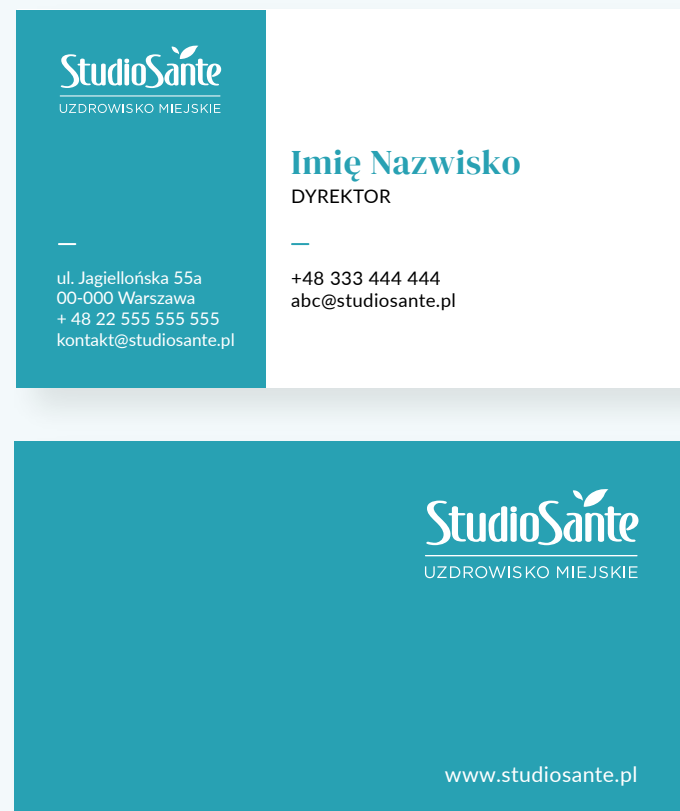 StudioSante
UZDROWISKO MIEJSKIE
ul. Jagiellońska 55a
00-000 Warszawa
+ 48 22 555 555 555
kontakt@studiosante.pl
Imię Nazwisko
DYREKTOR
+48 333 444 444
abc@studiosante.pl
StudioSante
UZDROWISKO MIEJSKIE
www.studiosante.pl